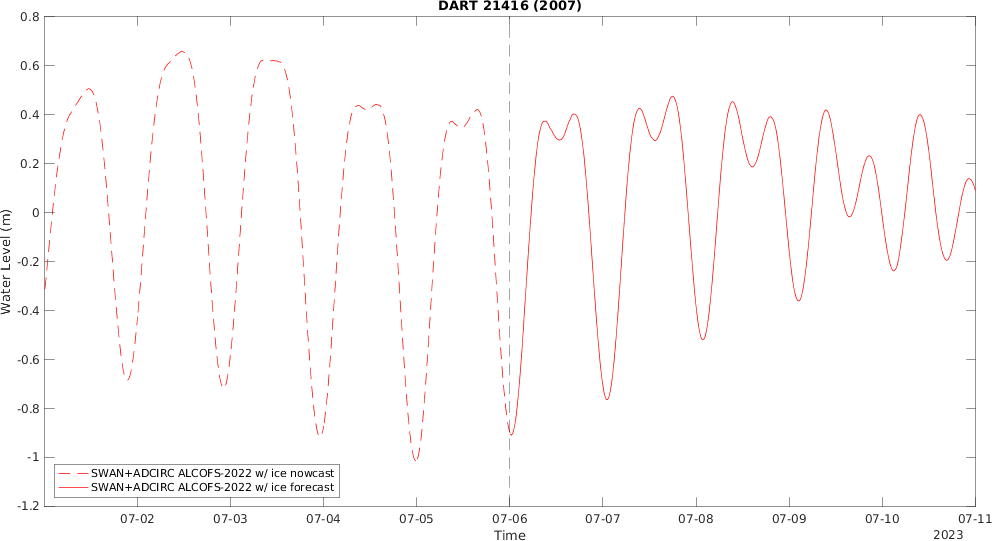 DART 21416 (2007)
0.8
0.6
0.4
0.2
0
-0.2
-0.4
-0.6
-0.8
-1
-1.2
Water Level (m)
SWAN+ADCIRC ALCOFS-2022 w/ ice nowcast
SWAN+ADCIRC ALCOFS-2022 w/ ice forecast
07-02 07-03 07-04 07-05 07-06 07-07 07-08 07-09 07-10 07-11
Time
2023